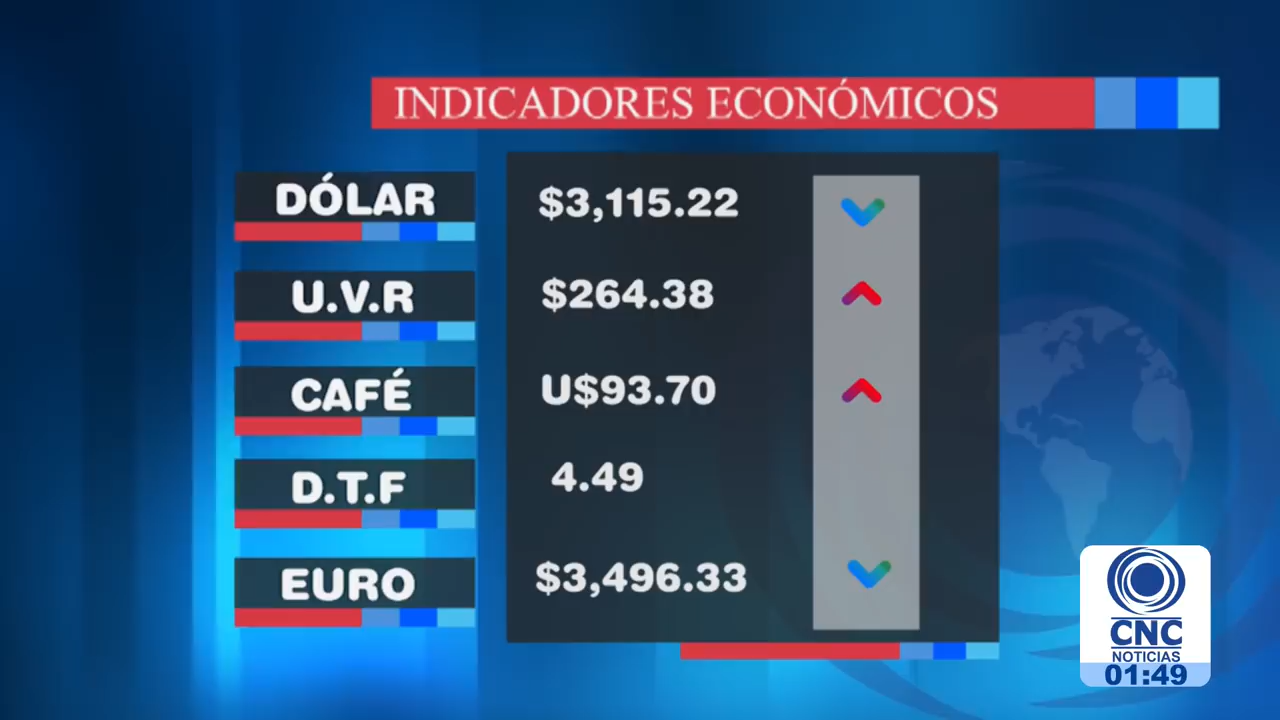 INDICADORES ECONÓMICOS
DÓLAR $3,115.22
U.V.R $264.38
CAFÉ U$93.70
D.T.F 4.49
EURO $3,496.33
CNC
NOTICIAS
01:49